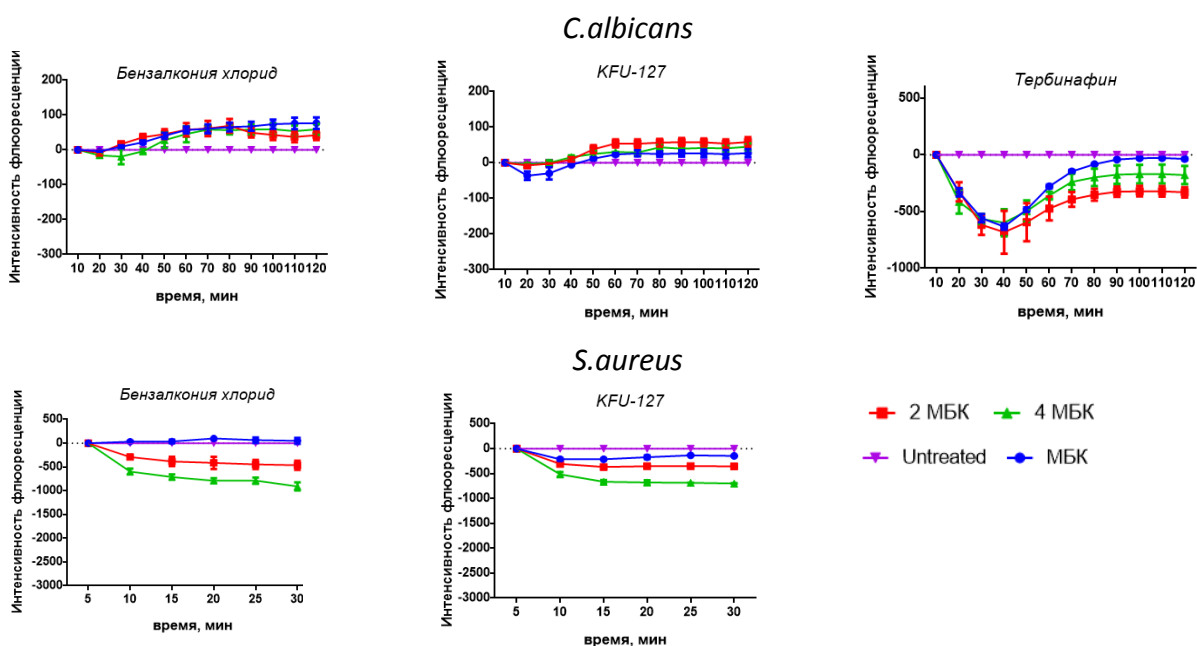 C.albicans
Бензалкония хлорид
Интенсивность флюоресценции
200
100
0
-100
-200
-300
10 20 30 40 50 60 70 80 90 100 110 120
время, мин
KFU-127
Интенсивность флюоресценции
200
100
0
-100
-200
-300
10 20 30 40 50 60 70 80 90 100 110 120
время, мин
Тербинафин
Интенсивность флюоресценции
500
0
-500
-1000
10 20 30 40 50 60 70 80 90 100 110 120
время, мин
S.aureus
Бензалкония хлорид
Интенсивность флюоресценции
500
0
-500
-1000
-1500
-2000
-2500
-3000
5 10 15 20 25 30
время, мин
KFU-127
Интенсивность флюоресценции
500
0
-500
-1000
-1500
-2000
-2500
-3000
5 10 15 20 25 30
время, мин
2 МБК 4 МБК
Untreated МБК